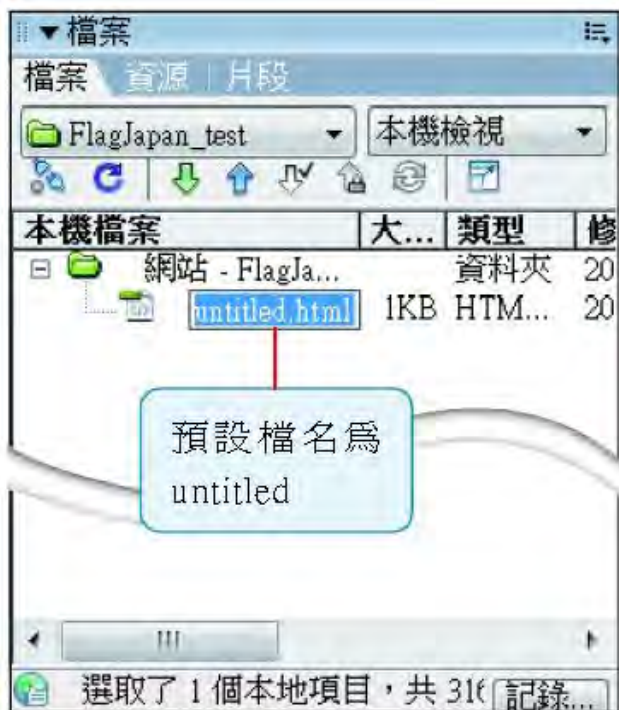 檔案
檔案 資源 片段
FlagJapan_test 本機檢視
本機檔案 大... 類型 修
網站 - FlagJa... 資料夾 20
untitled.html 1KB HTM... 20
預設檔名為
untitled
選取了 1 個本地項目，共 316 記錄...